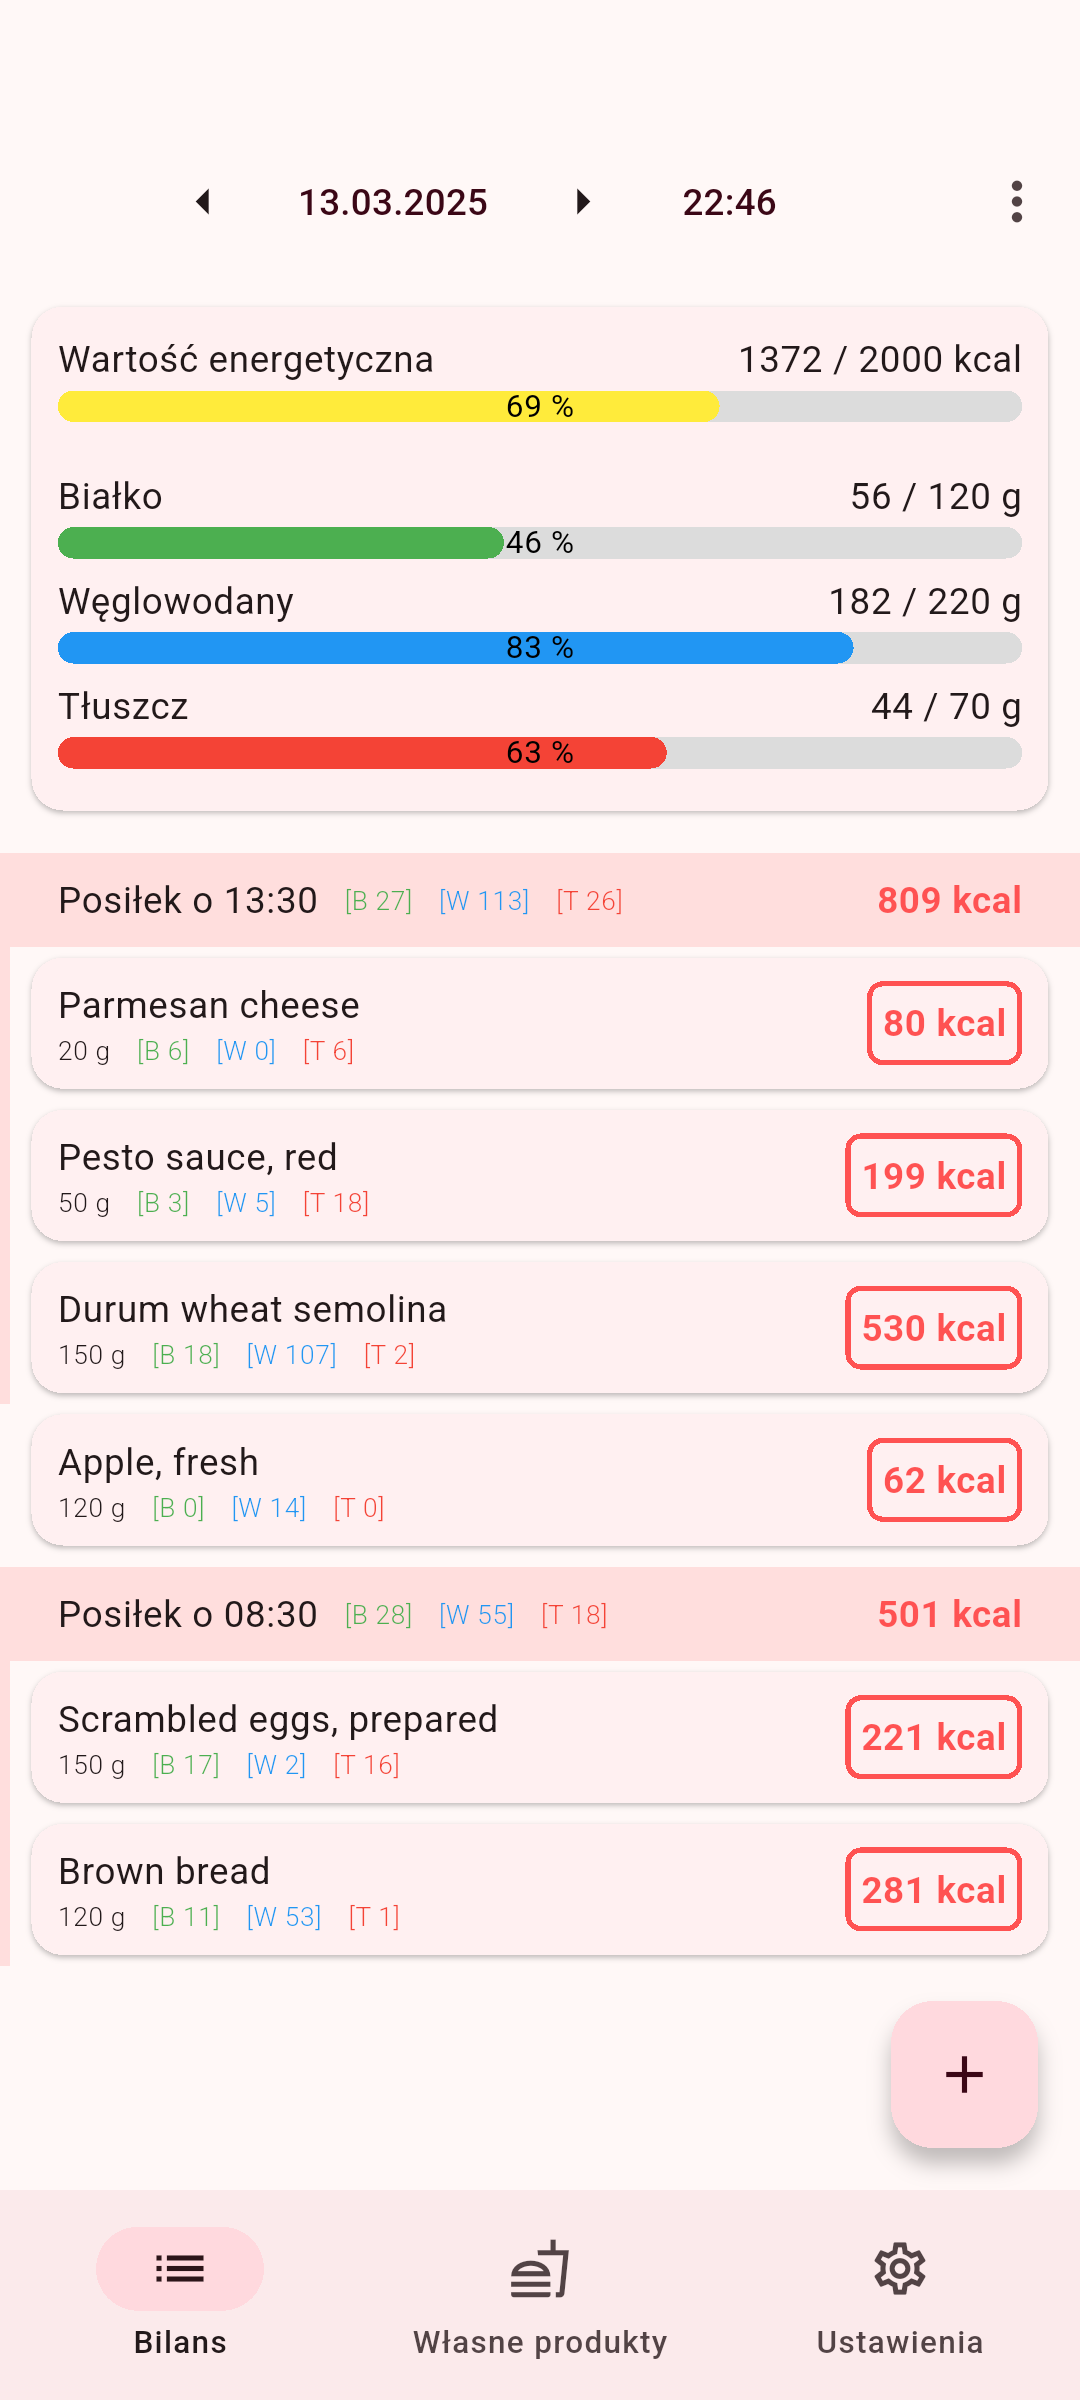 13.03.2025 22:46
Wartość energetyczna 1372 / 2000 kcal
69 %
Białko 56 / 120 g
46 %
Węglowodany 182 / 220 g
83 %
Tłuszcz 44 / 70 g
63 %
Posiłek o 13:30 [B 27] [W 113] [T 26] 809 kcal
Parmesan cheese 80 kcal
20 g [B 6] [W 0] [T 6]
Pesto sauce, red 199 kcal
50 g [B 3] [W 5] [T 18]
Durum wheat semolina 530 kcal
150 g [B 18] [W 107] [T 2]
Apple, fresh 62 kcal
120 g [B 0] [W 14] [T 0]
Posiłek o 08:30 [B 28] [W 55] [T 18] 501 kcal
Scrambled eggs, prepared 221 kcal
150 g [B 17] [W 2] [T 16]
Brown bread 281 kcal
120 g [B 11] [W 53] [T 1]
Bilans Własne produkty Ustawienia